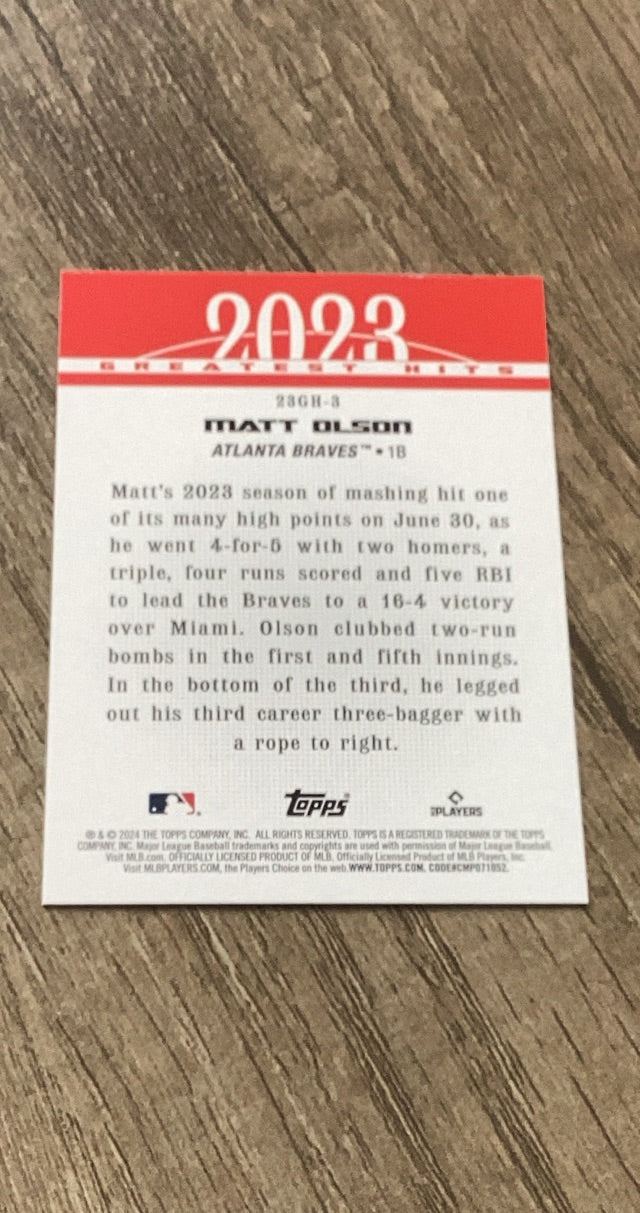 2023
GREATEST HITS
23GH-3
MATT OLSON
ATLANTA BRAVES™ • 1B
Matt's 2023 season of mashing hit one
of its many high points on June 30, as
he went 4-for-5 with two homers, a
triple, four runs scored and five RBI
to lead the Braves to a 16-4 victory
over Miami. Olson clubbed two-run
bombs in the first and fifth innings.
In the bottom of the third, he legged
out his third career three-bagger with
a rope to right.
Topps®
PLAYERS
® & © 2024 THE TOPPS COMPANY, INC. ALL RIGHTS RESERVED. TOPPS IS A REGISTERED TRADEMARK OF THE TOPPS
COMPANY, INC. Major League Baseball trademarks and copyrights are used with permission of Major League Baseball.
Visit MLB.com. OFFICIALLY LICENSED PRODUCT OF MLB. Officially Licensed Product of MLB Players, Inc.
Visit MLBPLAYERS.COM, the Players Choice on the web. WWW.TOPPS.COM. CODE#CMP071852.